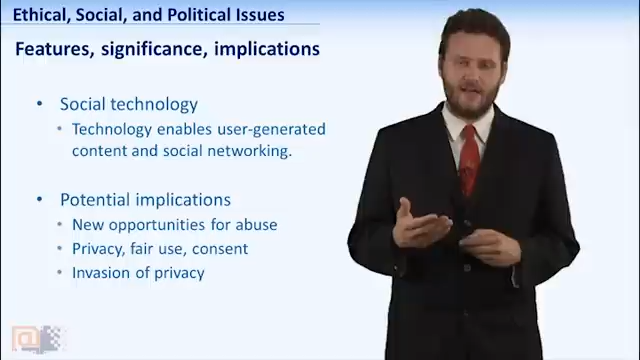 Ethical, Social, and Political Issues
Features, significance, implications
• Social technology
• Technology enables user-generated
content and social networking.
• Potential implications
• New opportunities for abuse
• Privacy, fair use, consent
• Invasion of privacy
@